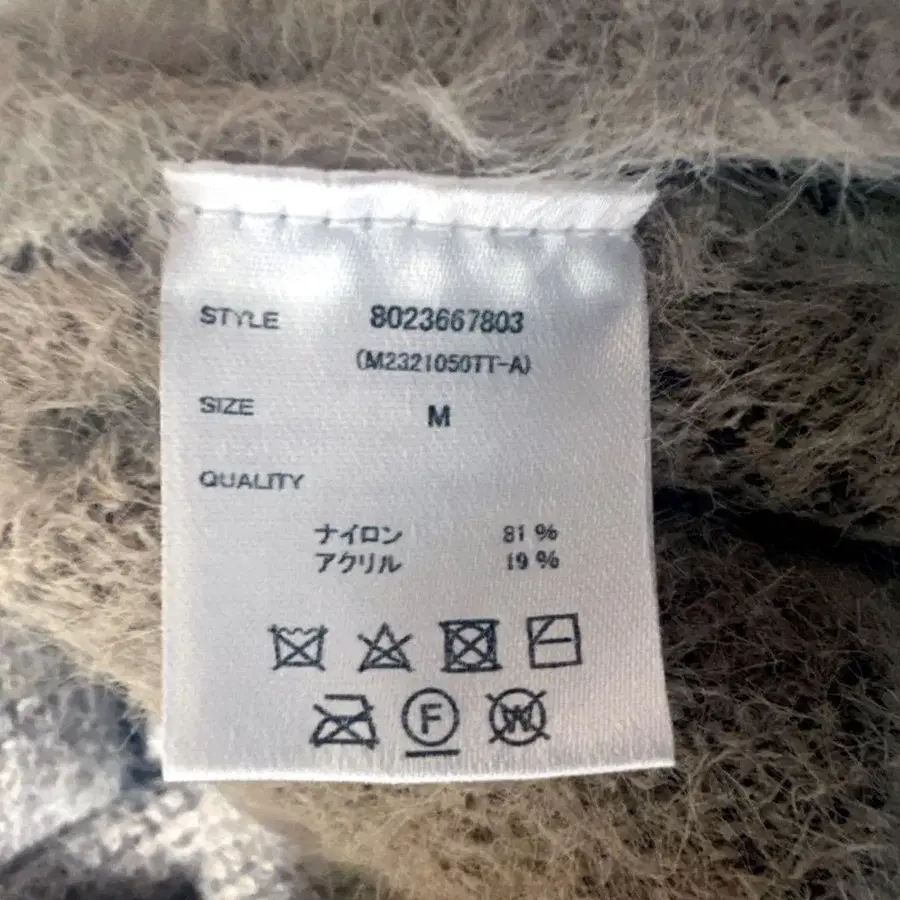 STYLE 8023667803
(M2321050TT-A)
SIZE M
QUALITY
ナイロン 81%
アクリル 19%
F W